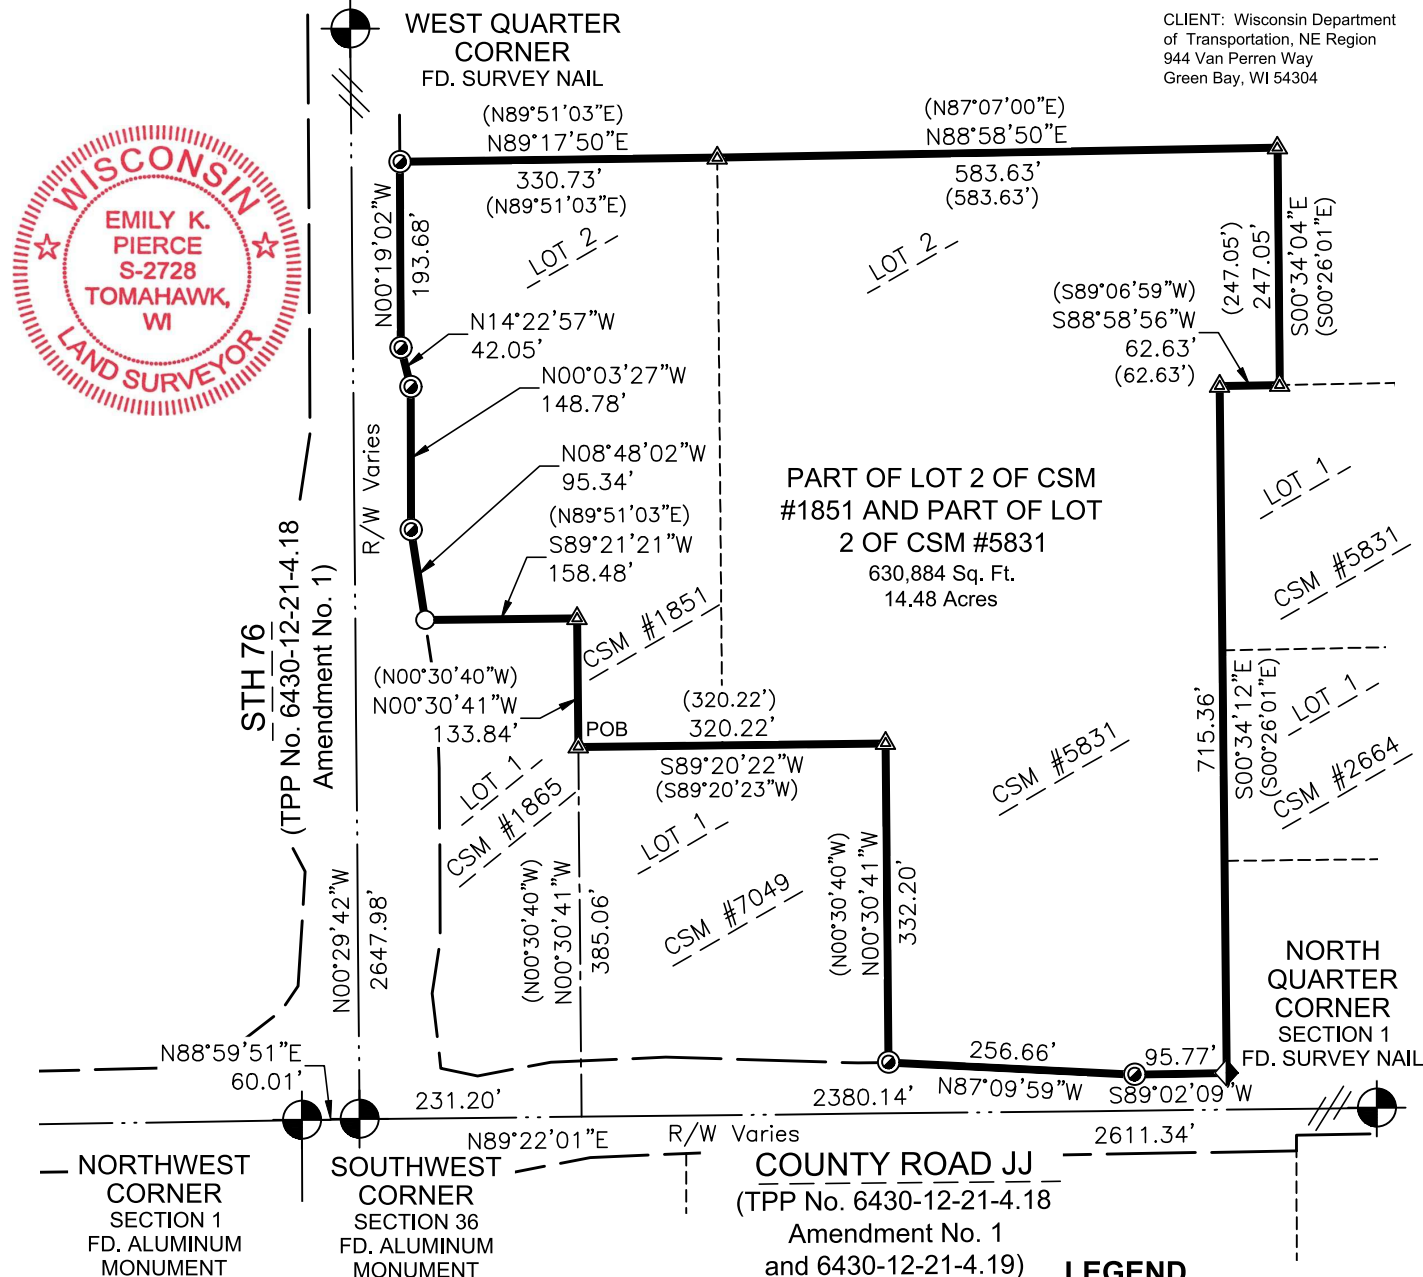 WEST QUARTER
CORNER
FD. SURVEY NAIL
CLIENT: Wisconsin Department
of Transportation, NE Region
944 Van Perren Way
Green Bay, WI 54304
WISCONSIN
EMILY K.
PIERCE
S-2728
TOMAHAWK,
WI
LAND SURVEYOR
(N89°51'03"E)
N89°17'50"E
330.73'
(N89°51'03"E)
(N87°07'00"E)
N88°58'50"E
583.63'
(583.63')
N00°19'02"W
193.68'
LOT 2
LOT 2
(247.05')
247.05'
S00°34'04"E
(S00°26'01"E)
(S89°06'59"W)
S88°58'56"W
62.63'
(62.63')
N14°22'57"W
42.05'
N00°03'27"W
148.78'
R/W Varies
N08°48'02"W
95.34'
(N89°51'03"E)
S89°21'21"W
158.48'
PART OF LOT 2 OF CSM
#1851 AND PART OF LOT
2 OF CSM #5831
630,884 Sq. Ft.
14.48 Acres
LOT 1
CSM #5831
STH 76
(TPP No. 6430-12-21-4.18
Amendment No. 1)
CSM #1851
(N00°30'40"W)
N00°30'41"W
133.84'
POB
(320.22')
320.22'
S89°20'22"W
(S89°20'23"W)
715.36'
S00°34'12"E
(S00°26'01"E)
LOT 1
CSM #2664
CSM #5831
LOT 1
CSM #1865
LOT 1
CSM #7049
N00°29'42"W
2647.98'
(N00°30'40"W)
N00°30'41"W
385.06'
(N00°30'40"W)
N00°30'41"W
332.20'
NORTH
QUARTER
CORNER
SECTION 1
FD. SURVEY NAIL
N88°59'51"E
60.01'
256.66'
N87°09'59"W
95.77'
S89°02'09"W
231.20'
2380.14'
N89°22'01"E
R/W Varies
2611.34'
NORTHWEST
CORNER
SECTION 1
FD. ALUMINUM
MONUMENT
SOUTHWEST
CORNER
SECTION 36
FD. ALUMINUM
MONUMENT
COUNTY ROAD JJ
(TPP No. 6430-12-21-4.18
Amendment No. 1
and 6430-12-21-4.19)
LEGEND